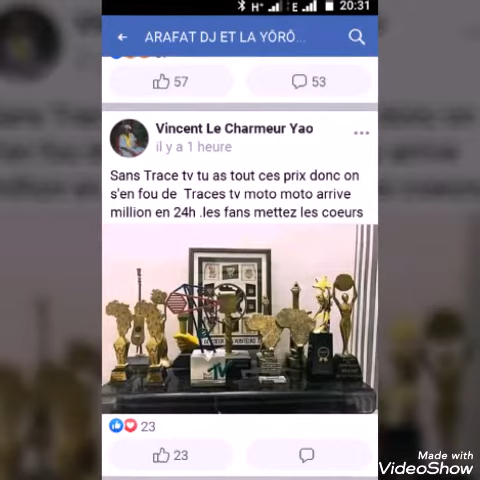 H+ E 20:31
ARAFAT DJ ET LA YÔRÔ...
57 53
Vincent Le Charmeur Yao
il y a 1 heure
Sans Trace tv tu as tout ces prix donc on
s'en fou de Traces tv moto moto arrive
million en 24h .les fans mettez les coeurs
TV
23
23
Made with
VideoShow